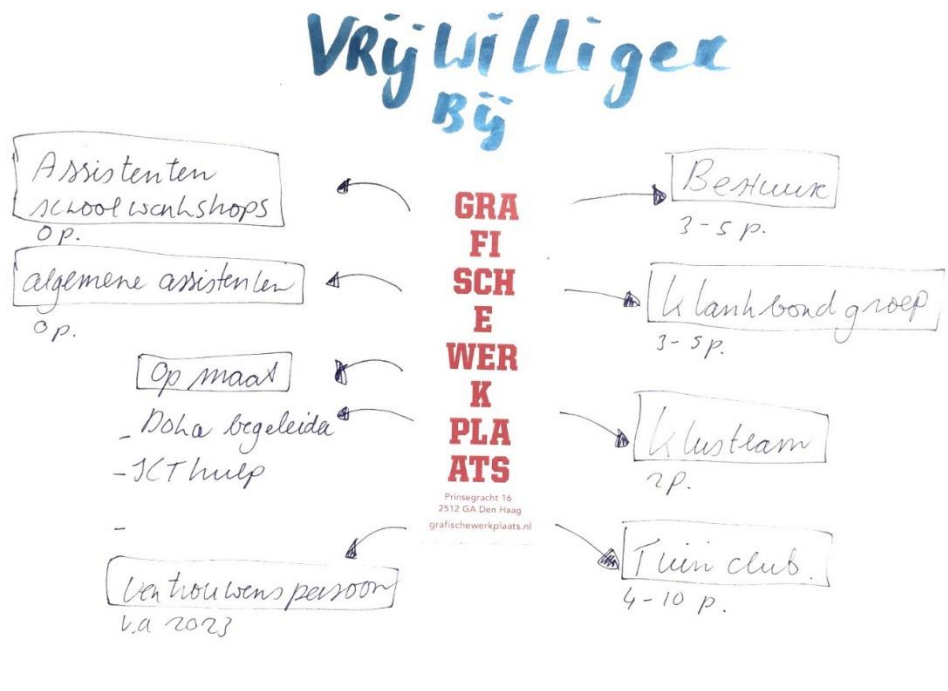 VRijwilliger
Bij
Assistenten
schoolworkshops
0 p.
algemene assistenten
0 p.
Op maat
- Doka begeleider
- ICT hulp
-
Vertrouwenspersoon
v.a 2023
GRA
FI
SCH
E
WER
K
PLA
ATS
Prinsegracht 16
2512 GA Den Haag
grafischewerkplaats.nl
Bestuur
3-5 p.
Klankbordgroep
3-5 p.
Klusteam
2 p.
Tuinclub.
4-10 p.